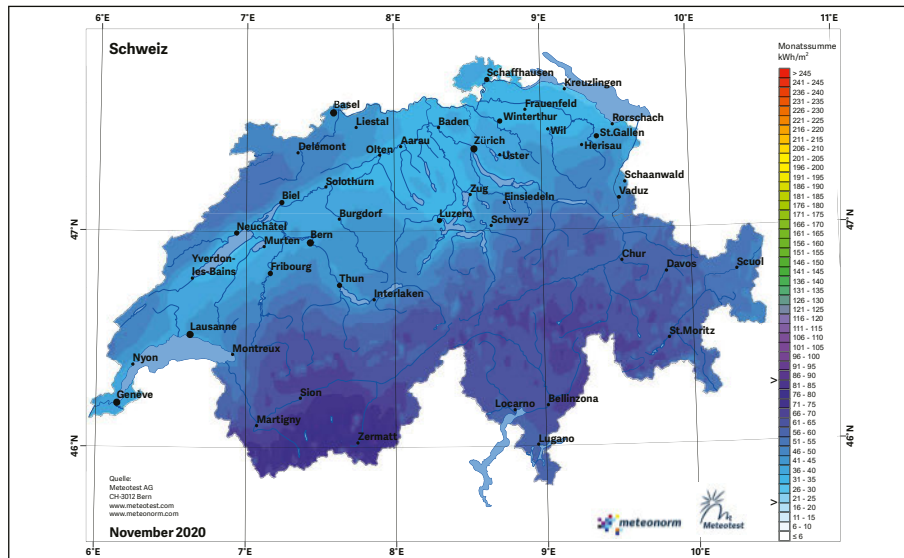 6°E 7°E 8°E 9°E 10°E 11°E
Schweiz
Monatssumme
kWh/m²
> 245
241 - 245
236 - 240
231 - 235
226 - 230
221 - 225
216 - 220
211 - 215
206 - 210
201 - 205
196 - 200
191 - 195
186 - 190
181 - 185
176 - 180
171 - 175
166 - 170
161 - 165
156 - 160
151 - 155
146 - 150
141 - 145
136 - 140
131 - 135
126 - 130
121 - 125
116 - 120
111 - 115
106 - 110
101 - 105
96 - 100
91 - 95
86 - 90
81 - 85
76 - 80
71 - 75
66 - 70
61 - 65
56 - 60
51 - 55
46 - 50
41 - 45
36 - 40
31 - 35
26 - 30
21 - 25
16 - 20
11 - 15
6 - 10
≤ 6
>
>
Schaffhausen
Kreuzlingen
Basel
Frauenfeld
Liestal
Baden
Winterthur
Rorschach
Wil
St.Gallen
Delémont
Olten
Aarau
Zürich
Herisau
Uster
Schaanwald
Solothurn
Zug
Einsiedeln
Vaduz
Biel
Burgdorf
Luzern
Schwyz
Neuchâtel
Bern
Murten
47°N
47°N
Yverdon-
les-Bains
Fribourg
Chur
Davos
Scuol
Thun
Interlaken
Lausanne
St.Moritz
Montreux
Nyon
Genève
Sion
Locarno
Bellinzona
Martigny
Zermatt
Lugano
46°N
46°N
Quelle:
Meteotest AG
CH-3012 Bern
www.meteotest.com
www.meteonorm.com
November 2020
meteonorm
Meteotest
6°E 7°E 8°E 9°E 10°E